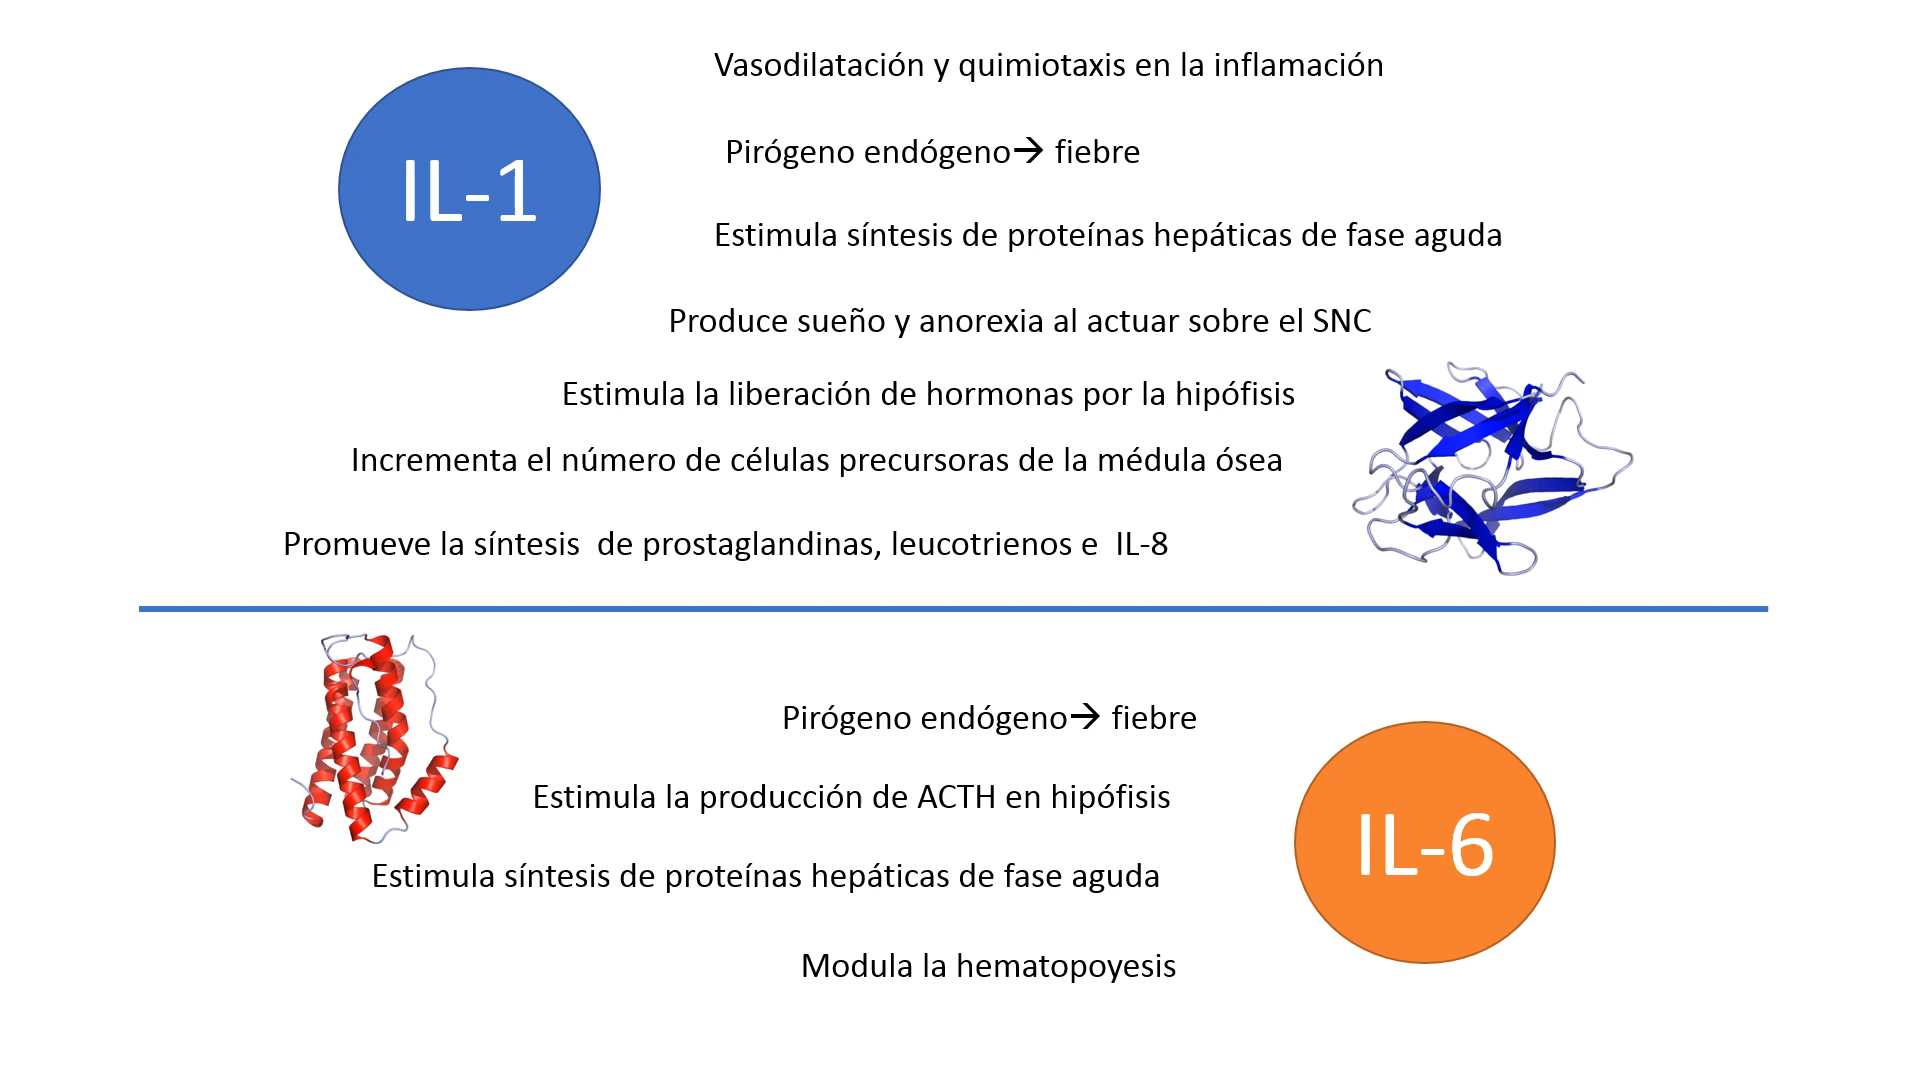 IL-1
Vasodilatación y quimiotaxis en la inflamación
Pirógeno endógeno→ fiebre
Estimula síntesis de proteínas hepáticas de fase aguda
Produce sueño y anorexia al actuar sobre el SNC
Estimula la liberación de hormonas por la hipófisis
Incrementa el número de células precursoras de la médula ósea
Promueve la síntesis  de prostaglandinas, leucotrienos e  IL-8
Pirógeno endógeno→ fiebre
Estimula la producción de ACTH en hipófisis
Estimula síntesis de proteínas hepáticas de fase aguda
Modula la hematopoyesis
IL-6